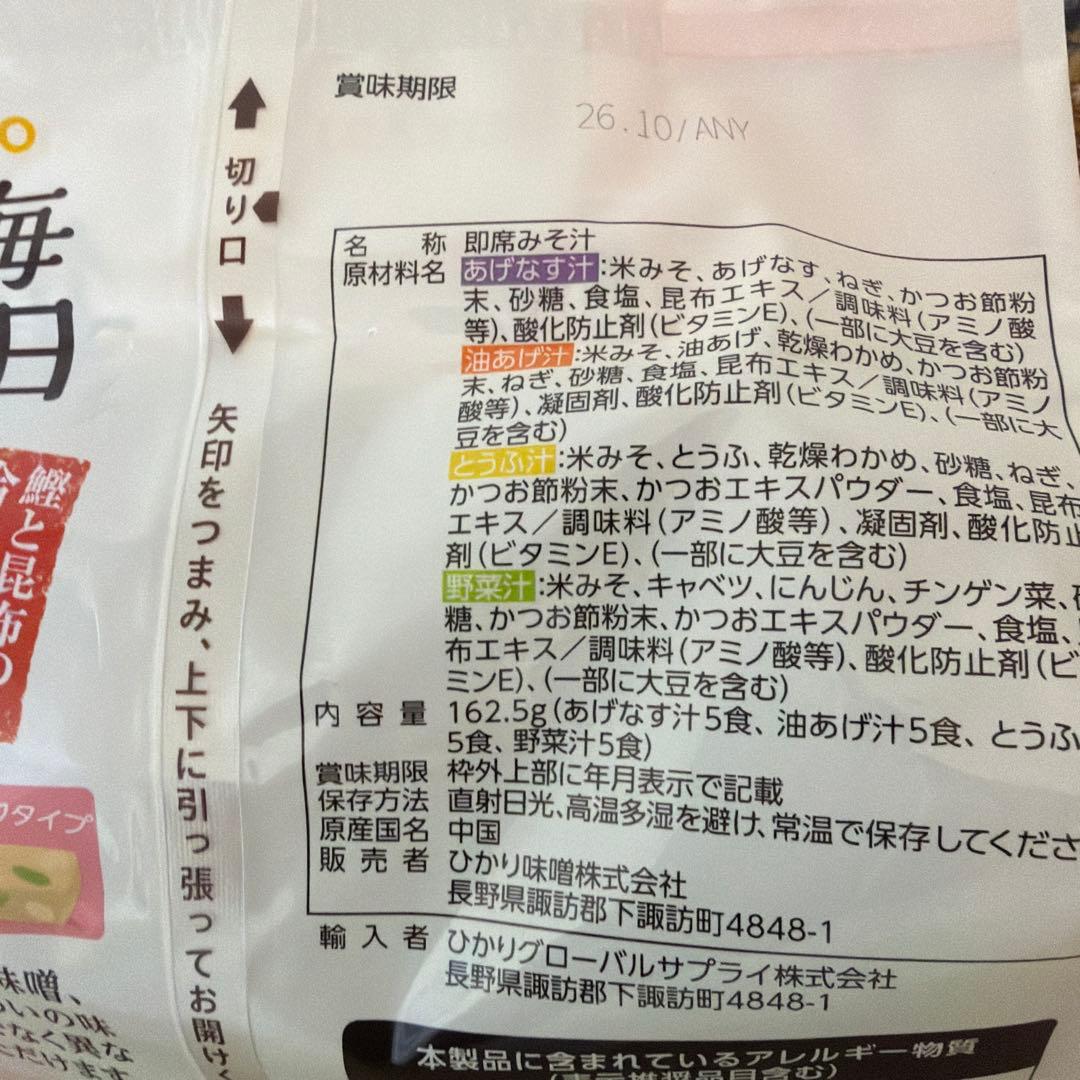 賞味期限
26.10/ANY
切り口
矢印をつまみ、上下に引っ張ってお開けく
毎日
鰹と昆布の
タイプ
味噌、
いの味
なく異な
ただけます
名称 即席みそ汁
原材料名 あげなす汁:米みそ、あげなす、ねぎ、かつお節粉
末、砂糖、食塩、昆布エキス/調味料(アミノ酸
等)、酸化防止剤(ビタミンE)、(一部に大豆を含む)
油あげ汁:米みそ、油あげ、乾燥わかめ、かつお節粉
末、ねぎ、砂糖、食塩、昆布エキス/調味料(アミノ
酸等)、凝固剤、酸化防止剤(ビタミンE)、(一部に大
豆を含む)
とうふ汁:米みそ、とうふ、乾燥わかめ、砂糖、ねぎ、
かつお節粉末、かつおエキスパウダー、食塩、昆布
エキス/調味料(アミノ酸等)、凝固剤、酸化防止
剤(ビタミンE)、(一部に大豆を含む)
野菜汁:米みそ、キャベツ、にんじん、チンゲン菜、
糖、かつお節粉末、かつおエキスパウダー、食塩、
布エキス/調味料(アミノ酸等)、酸化防止剤(ビ
ミンE)、(一部に大豆を含む)
内容量 162.5g(あげなす汁5食、油あげ汁5食、とうふ
5食、野菜汁5食)
賞味期限 枠外上部に年月表示で記載
保存方法 直射日光、高温多湿を避け、常温で保存してくださ
原産国名 中国
販売者 ひかり味噌株式会社
長野県諏訪郡下諏訪町4848-1
輸入者 ひかりグローバルサプライ株式会社
長野県諏訪郡下諏訪町4848-1
本製品に含まれているアレルギー物質
(表示推奨品目含む)